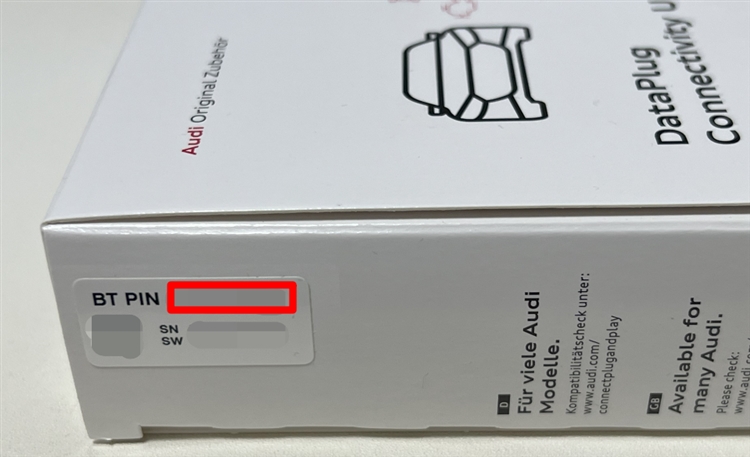 Audi Original Zubehör
DataPlug
Connectivity U
BT PIN
SN
SW
D
Für viele Audi
Modelle.
Kompatibilitätscheck unter:
www.audi.com/
connectplugandplay
GB
Available for
many Audi.
Please check: